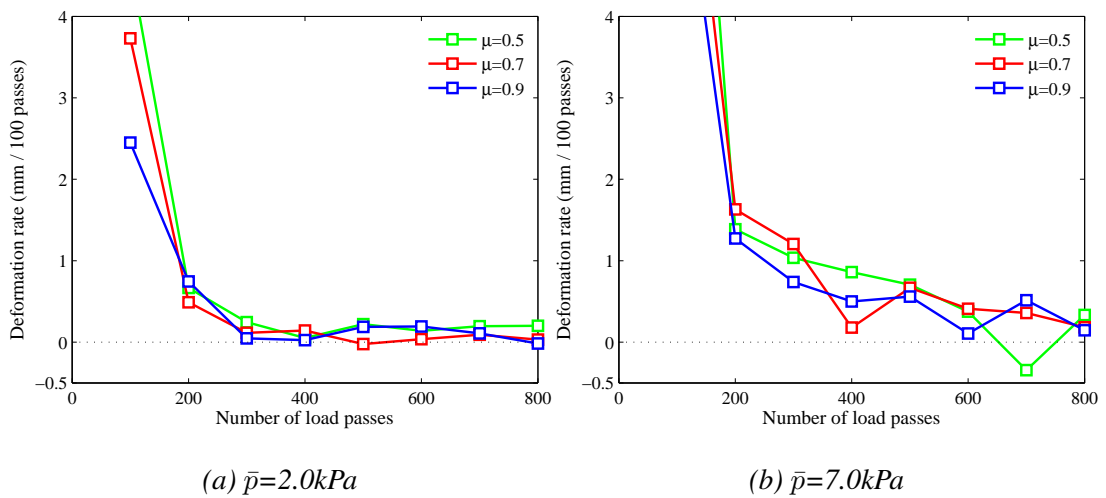 Deformation rate (mm / 100 passes)
4
3
2
1
0
−0.5
0
200
400
600
800
Number of load passes
μ=0.5
μ=0.7
μ=0.9
(a) p̄=2.0kPa
Deformation rate (mm / 100 passes)
4
3
2
1
0
−0.5
0
200
400
600
800
Number of load passes
μ=0.5
μ=0.7
μ=0.9
(b) p̄=7.0kPa